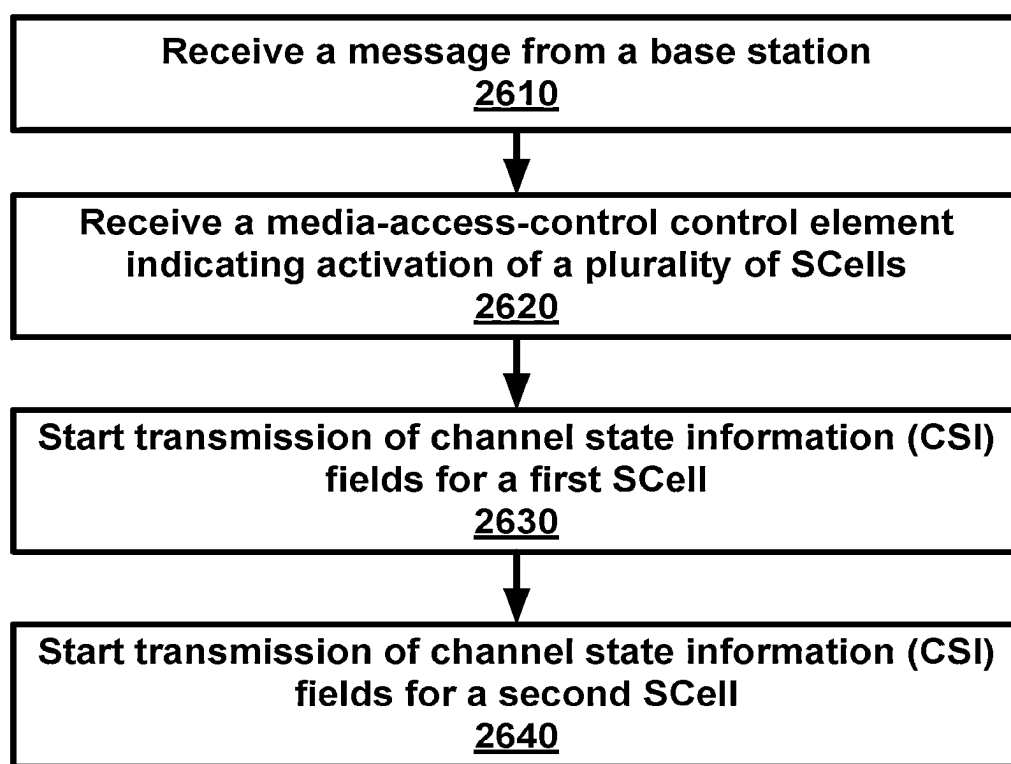 Receive a message from a base station
2610
Receive a media-access-control control element
indicating activation of a plurality of SCells
2620
Start transmission of channel state information (CSI)
fields for a first SCell
2630
Start transmission of channel state information (CSI)
fields for a second SCell
2640